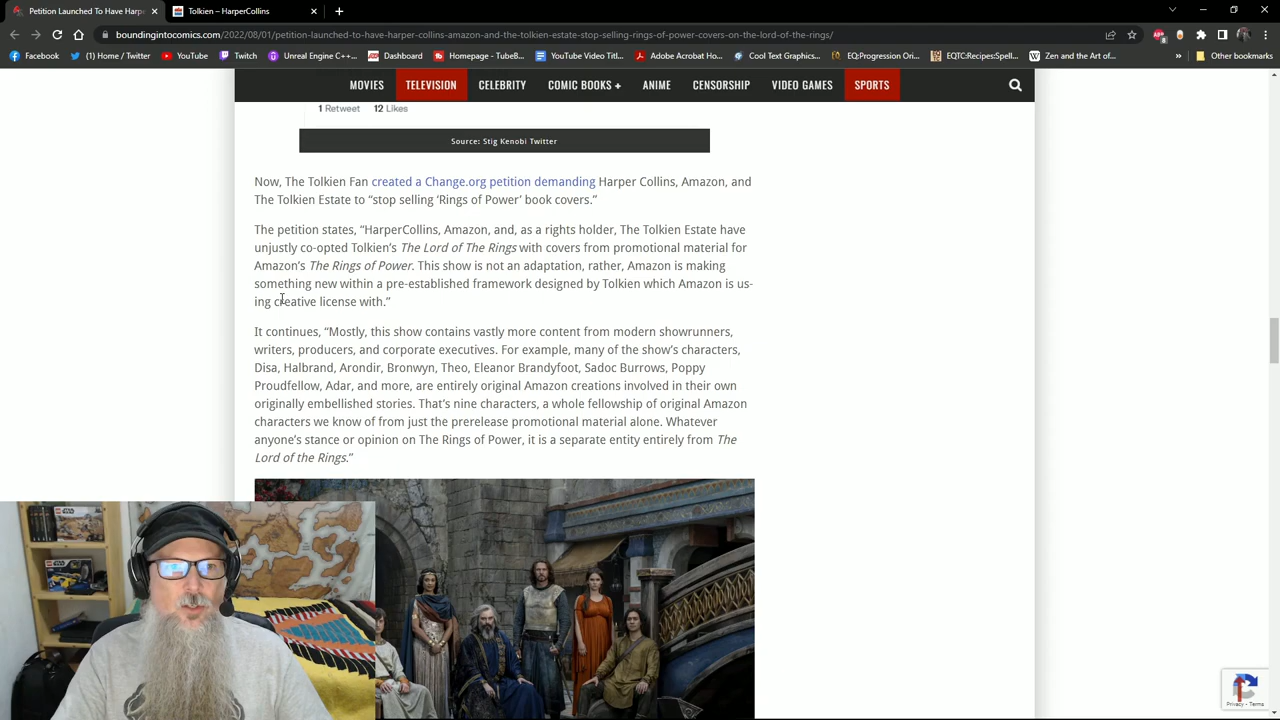 Petition Launched To Have Harp
YouTube
boundingintocomics.com/2022/08/01/petition-launched-to-have-harpercollins-amazon-and-the-tolkien-estate-stop-selling-the-rings-of-power-covers-on-the-lord-of-the-rings/
Facebook
(1) Home / Twitter
YouTube
Twitch
Unreal Engine C++...
Dashboard
Homepage - TubeB...
YouTube Video Titl...
Adobe Acrobat Ho...
Cool Text Graphics...
EQ:Progression:EZ...
EQITC:Recipes:Spell...
Zen and the Art of...
MOVIES TELEVISION CELEBRITY COMIC BOOKS + ANIME CENSORSHIP VIDEO GAMES SPORTS
1 Retweet 12 Likes
Source: Stig Kenobi Twitter
Now, The Tolkien Fan created a Change.org petition demanding Harper Collins, Amazon, and
The Tolkien Estate to “stop selling ‘Rings of Power’ book covers.”
The petition states, “HarperCollins, Amazon, and, as a rights holder, The Tolkien Estate have
unjustly co-opted Tolkien’s The Lord of The Rings with covers from promotional material for
Amazon’s The Rings of Power. This show is not an adaptation, rather, Amazon is making
something new within a pre-established framework designed by Tolkien which Amazon is us-
ing creative license with.”
It continues, “Mostly, this show contains vastly more content from modern showrunners,
writers, producers, and corporate executives. For example, many of the show’s characters,
Disa, Halbrand, Arondir, Bronwyn, Theo, Eleanor Brandyfoot, Sadoc Burrows, Poppy
Proudfellow, Adar, and more, are entirely original Amazon creations involved in their own
originally embellished stories. That’s nine characters, a whole fellowship of original Amazon
characters we know of from just the prerelease promotional material alone. Whatever
anyone’s stance or opinion on The Rings of Power, it is a separate entity entirely from The
Lord of the Rings.”
Privacy - Terms